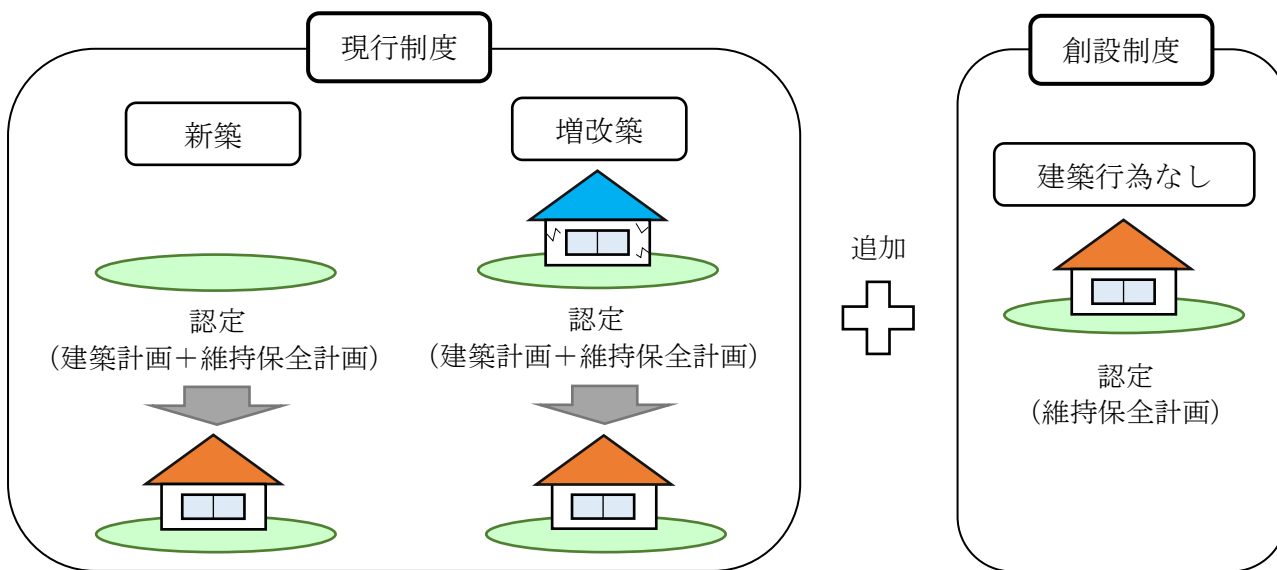 現行制度
新築
増改築
認定
（建築計画＋維持保全計画）
認定
（建築計画＋維持保全計画）
追加
創設制度
建築行為なし
認定
（維持保全計画）